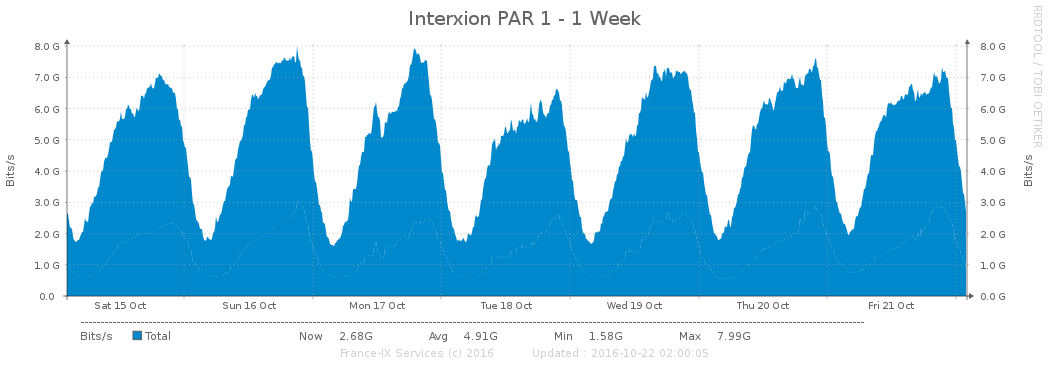 Interxion PAR 1 - 1 Week
RRDTOOL / TOBI OETIKER
Bits/s
8.0 G 8.0 G
7.0 G 7.0 G
6.0 G 6.0 G
5.0 G 5.0 G
4.0 G 4.0 G
3.0 G 3.0 G
2.0 G 2.0 G
1.0 G 1.0 G
0.0 0.0 G
Bits/s
Sat 15 Oct Sun 16 Oct Mon 17 Oct Tue 18 Oct Wed 19 Oct Thu 20 Oct Fri 21 Oct
Bits/s Total Now 2.68G Avg 4.91G Min 1.58G Max 7.99G
France-IX Services (c) 2016 Updated : 2016-10-22 02:00:05